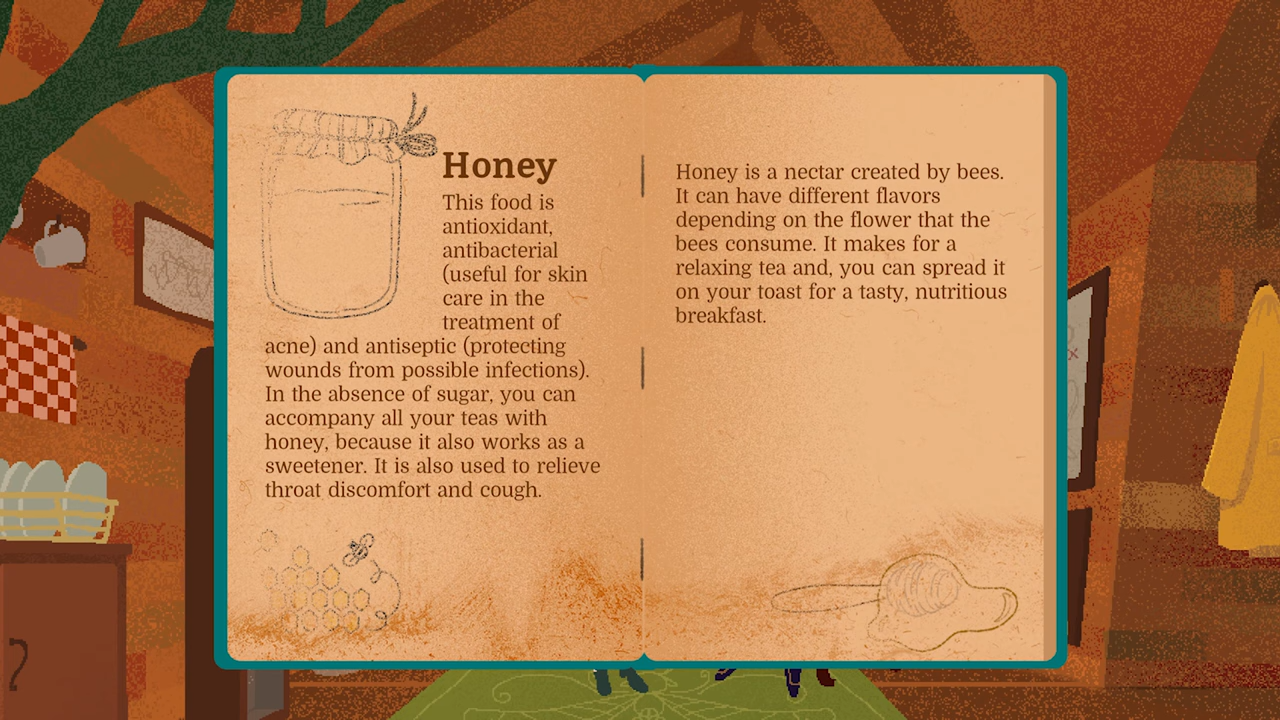 Honey
This food is
antioxidant,
antibacterial
(useful for skin
care in the
treatment of
acne) and antiseptic (protecting
wounds from possible infections).
In the absence of sugar, you can
accompany all your teas with
honey, because it also works as a
sweetener. It is also used to relieve
throat discomfort and cough.
Honey is a nectar created by bees.
It can have different flavors
depending on the flower that the
bees consume. It makes for a
relaxing tea and, you can spread it
on your toast for a tasty, nutritious
breakfast.